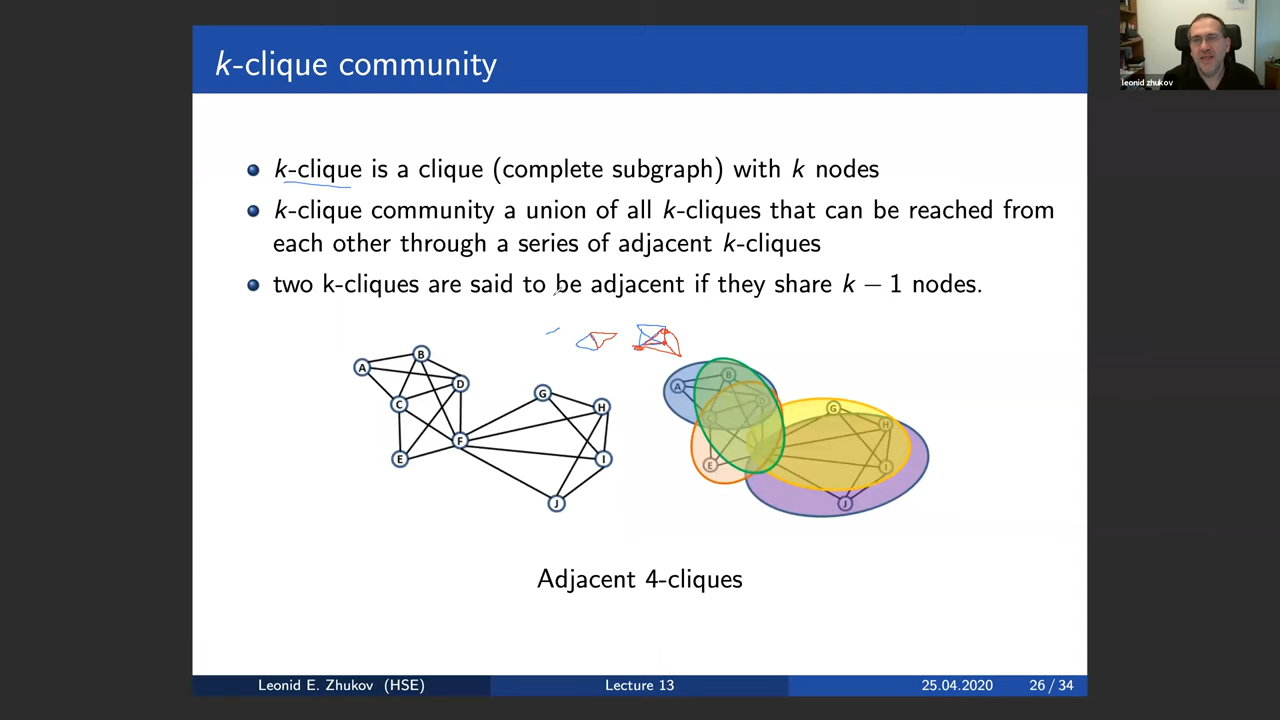 k-clique community
leonid zhukov
k-clique is a clique (complete subgraph) with k nodes
k-clique community a union of all k-cliques that can be reached from
each other through a series of adjacent k-cliques
two k-cliques are said to be adjacent if they share k − 1 nodes.
A B D C F E G H I J
A B D C E G H I J
Adjacent 4-cliques
Leonid E. Zhukov (HSE) Lecture 13 25.04.2020 26 / 34